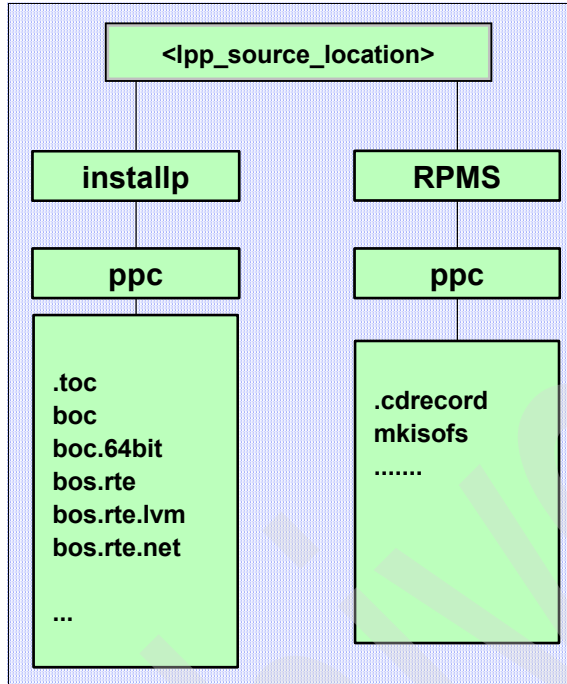 <lpp_source_location>
installp
RPMS
ppc
ppc
.toc
boc
boc.64bit
bos.rte
bos.rte.lvm
bos.rte.net
...
.cdrecord
mkisofs
.......